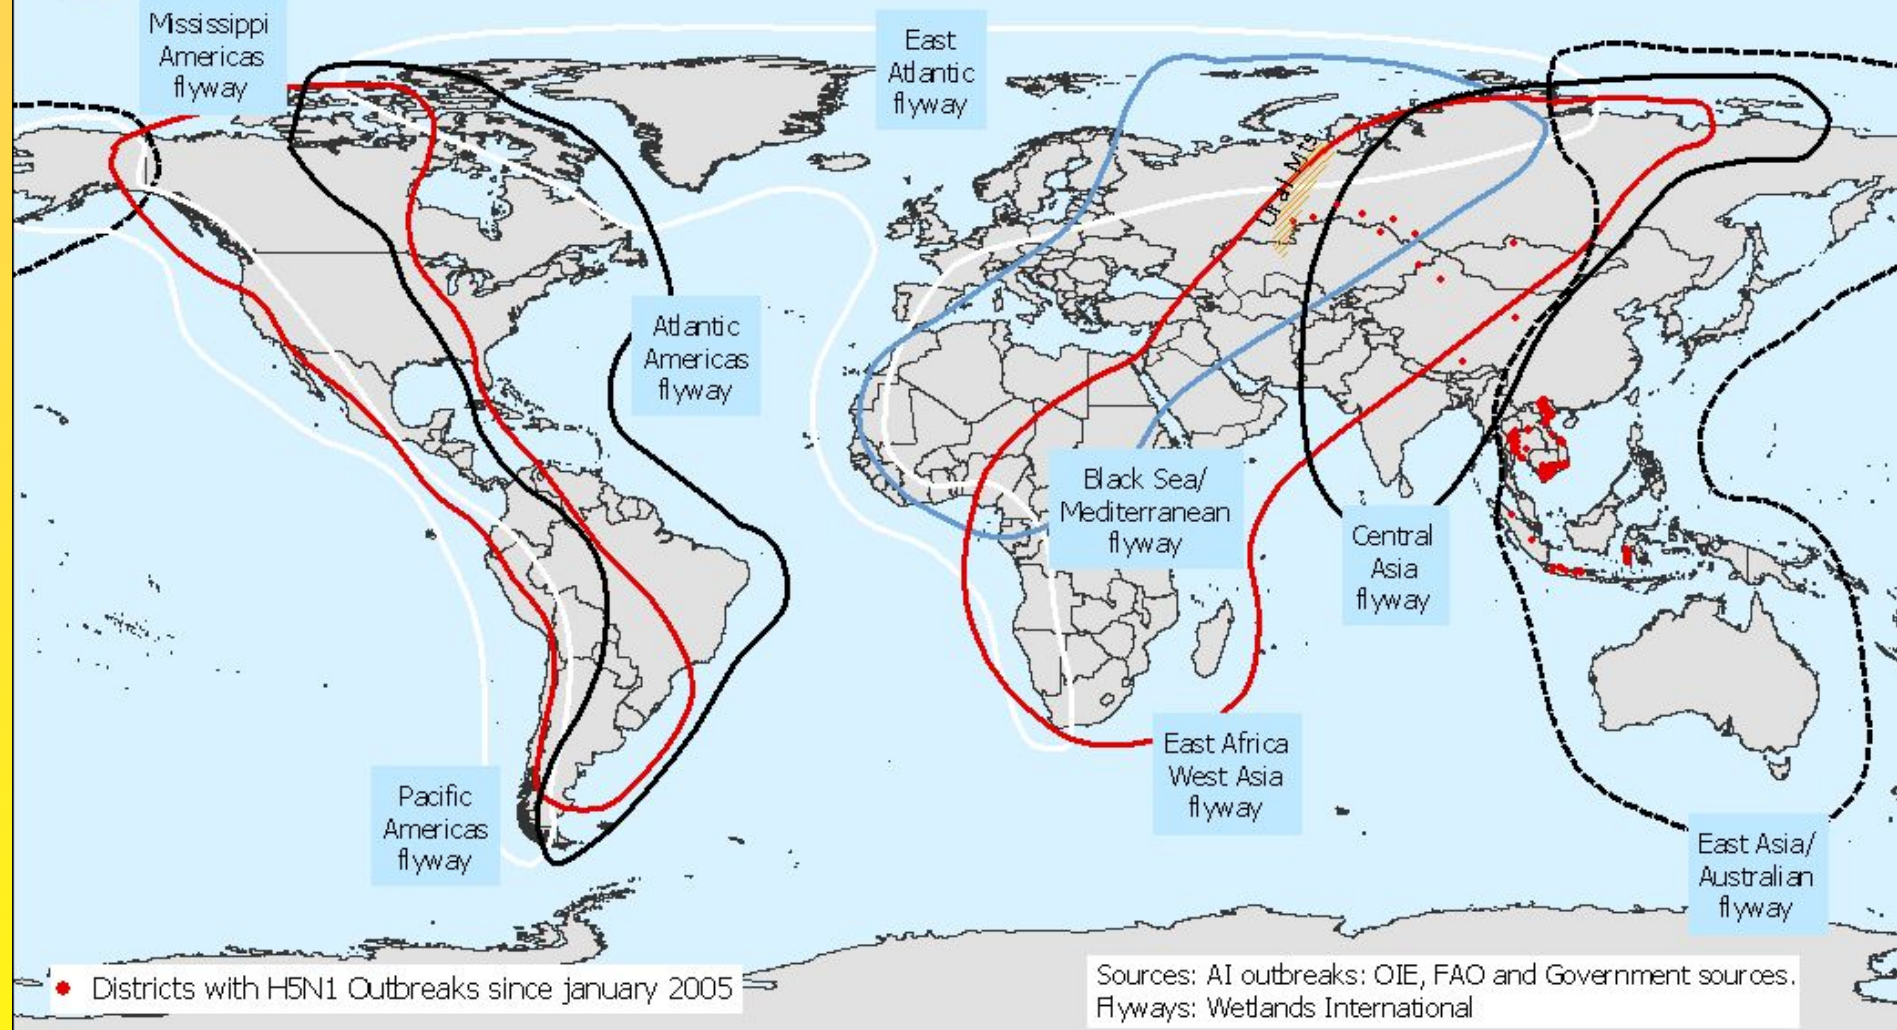 Mississippi
Americas
flyway
East
Atlantic
flyway
Ural Mts
Atlantic
Americas
flyway
Black Sea/
Mediterranean
flyway
Central
Asia
flyway
East Africa
West Asia
flyway
Pacific
Americas
flyway
East Asia/
Australian
flyway
Districts with H5N1 Outbreaks since january 2005
Sources: AI outbreaks: OIE, FAO and Government sources.
Flyways: Wetlands International